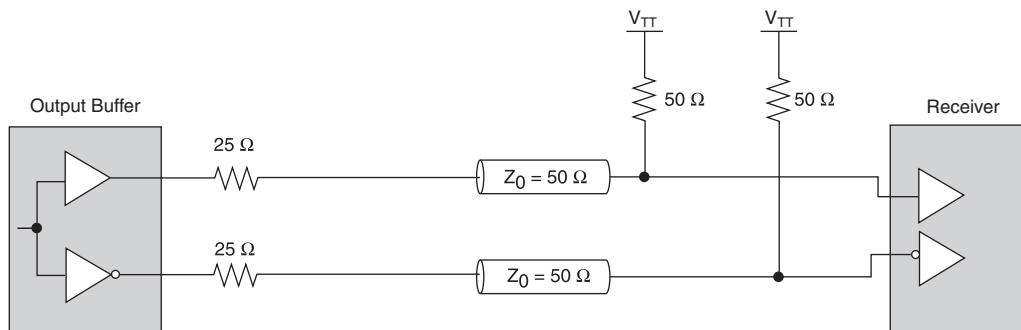 V_TT V_TT
50 Ω 50 Ω
Output Buffer Receiver
25 Ω
Z_0 = 50 Ω
25 Ω
Z_0 = 50 Ω